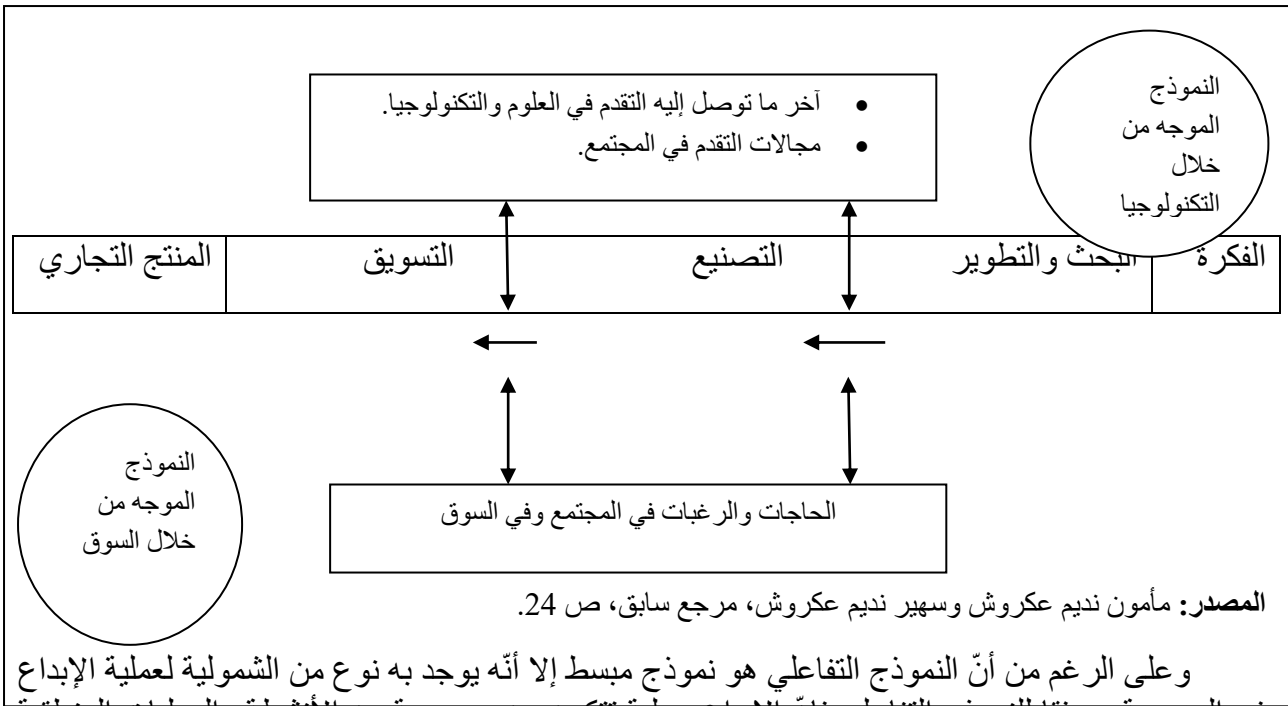 النموذج
الموجه من
خلال
التكنولوجيا
• آخر ما توصل إليه التقدم في العلوم والتكنولوجيا.
• مجالات التقدم في المجتمع.
الفكرة البحث والتطوير التصنيع التسويق المنتج التجاري
النموذج
الموجه من
خلال السوق
الحاجات والرغبات في المجتمع وفي السوق
المصدر: مأمون نديم عكروش وسهير نديم عكروش، مرجع سابق، ص 24.
وعلى الرغم من أنّ النموذج التفاعلي هو نموذج مبسط إلا أنّه يوجد به نوع من الشمولية لعملية الإبداع